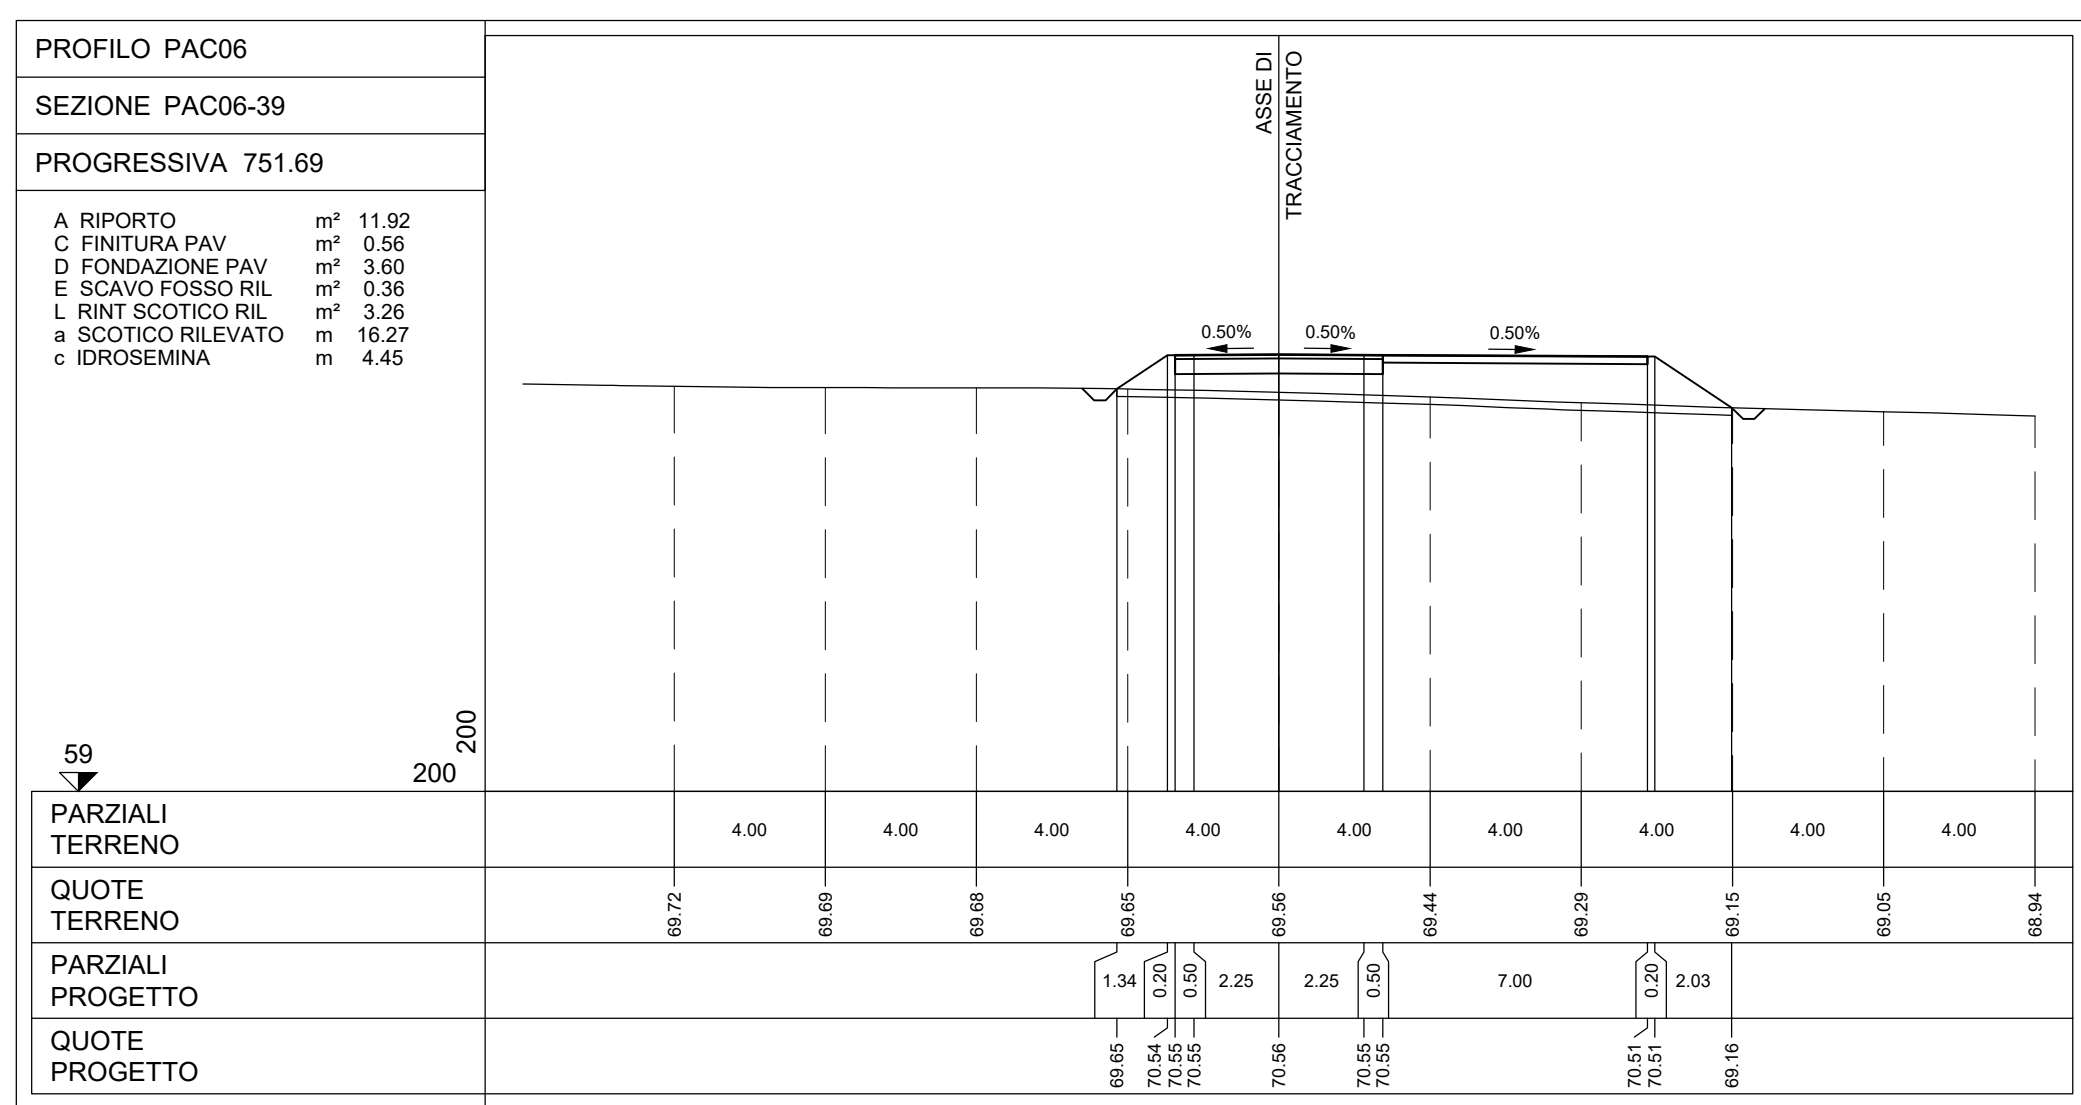 PROFILO PAC06
SEZIONE PAC06-39
PROGRESSIVA 751.69
A RIPORTO m² 11.92
C FINITURA PAV m² 0.56
D FONDAZIONE PAV m² 3.60
E SCAVO FOSSO RIL m² 0.36
L RINT SCOTICO RIL m² 3.26
a SCOTICO RILEVATO m 16.27
c IDROSEMINA m 4.45
ASSE DI
TRACCIAMENTO
0.50% 0.50% 0.50%
59
200
200
PARZIALI
TERRENO
4.00 4.00 4.00 4.00 4.00 4.00 4.00 4.00 4.00
QUOTE
TERRENO
69.72 69.69 69.68 69.65 69.56 69.44 69.29 69.15 69.05 68.94
PARZIALI
PROGETTO
1.34 0.20 0.50 2.25 2.25 0.50 7.00 0.20 2.03
QUOTE
PROGETTO
69.65 70.54 70.55 70.55 70.56 70.55 70.55 70.51 70.51 69.16